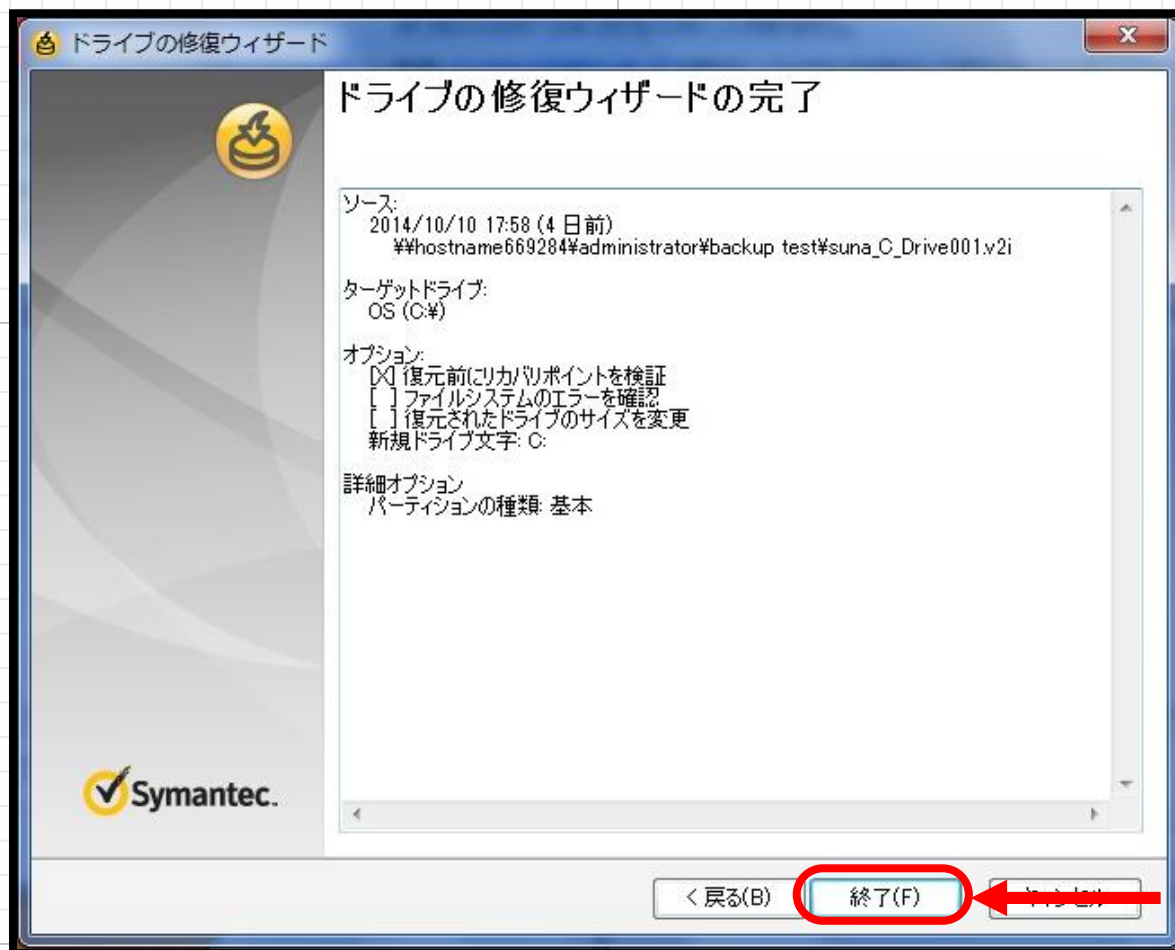 ドライブの修復ウィザード
ドライブの修復ウィザードの完了
ソース:
2014/10/10 17:58 (4 日前)
¥¥hostname669284¥administrator¥backup test¥suna_C_Drive001.v2i
ターゲットドライブ:
OS (C:¥)
オプション:
[X] 復元前にリカバリポイントを検証
[ ] ファイルシステムのエラーを確認
[ ] 復元されたドライブのサイズを変更
新規ドライブ文字: C:
詳細オプション
パーティションの種類: 基本
Symantec.
< 戻る(B) 終了(F)